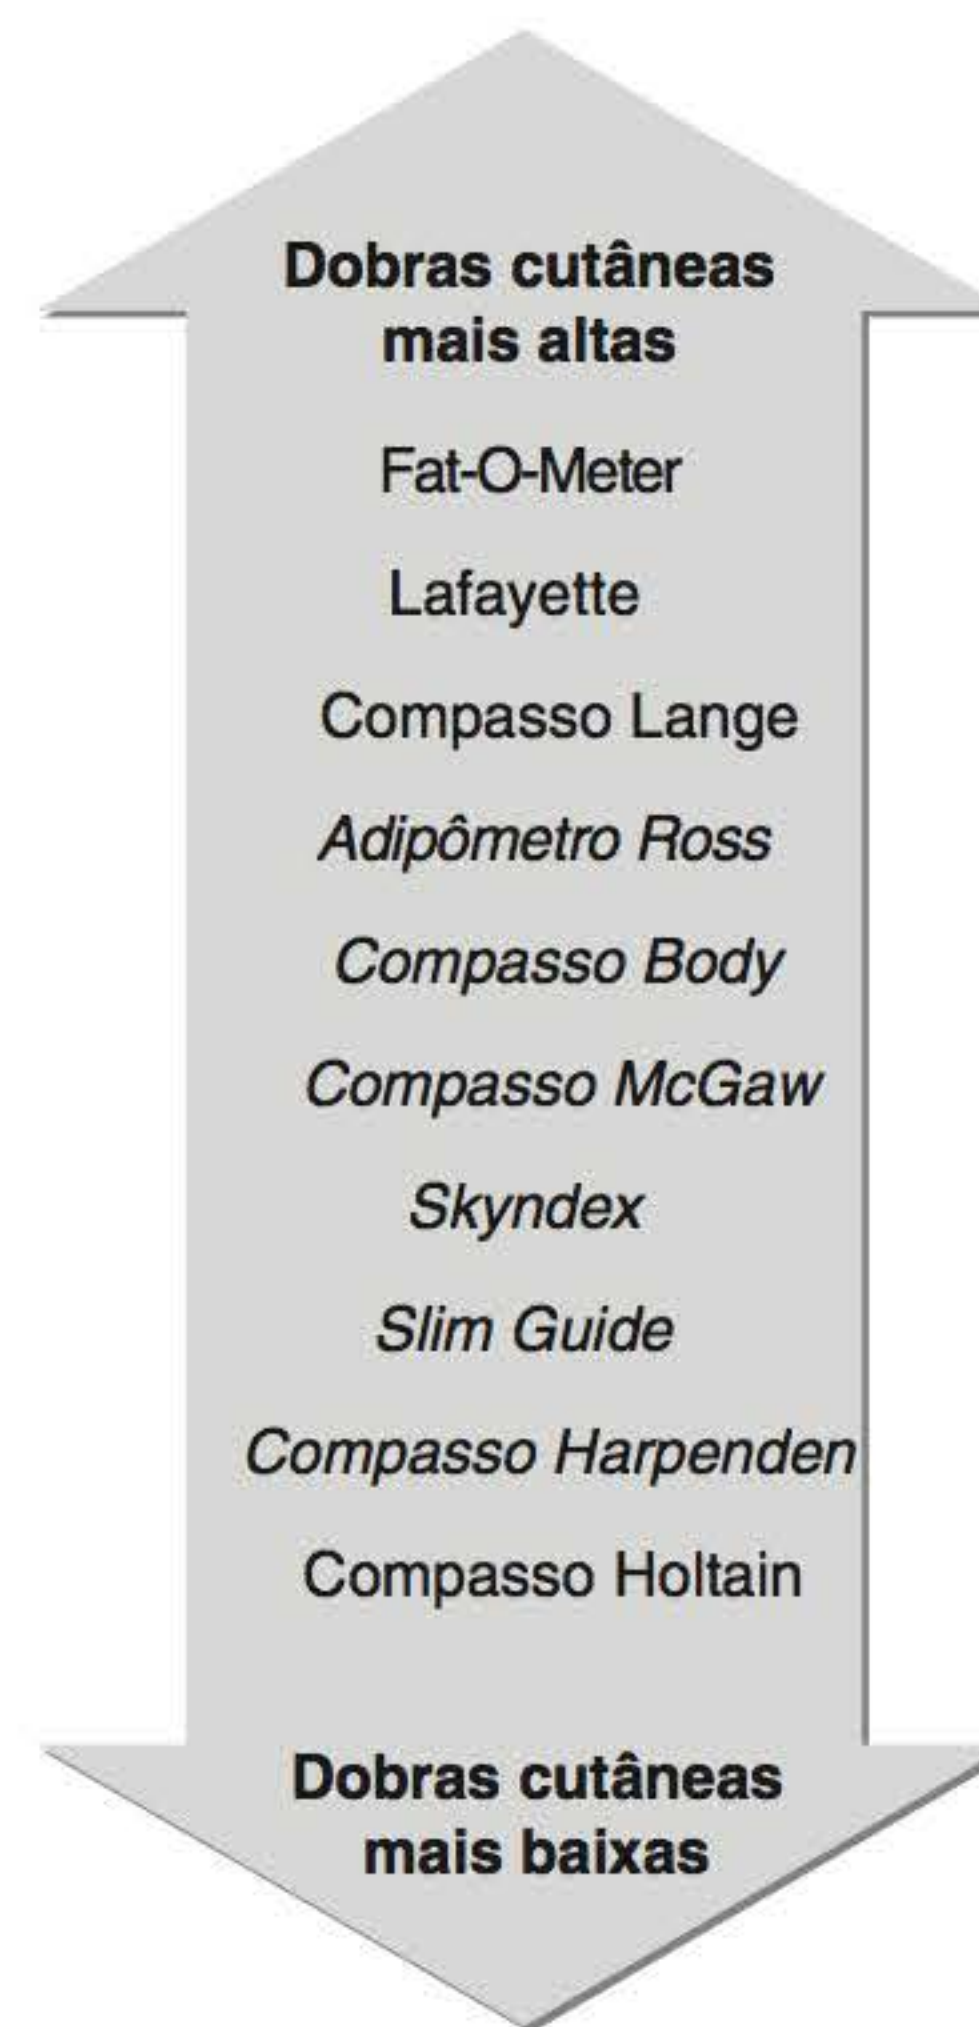 Dobras cutâneas
mais altas
Fat-O-Meter
Lafayette
Compasso Lange
Adipômetro Ross
Compasso Body
Compasso McGaw
Skyndex
Slim Guide
Compasso Harpenden
Compasso Holtain
Dobras cutâneas
mais baixas